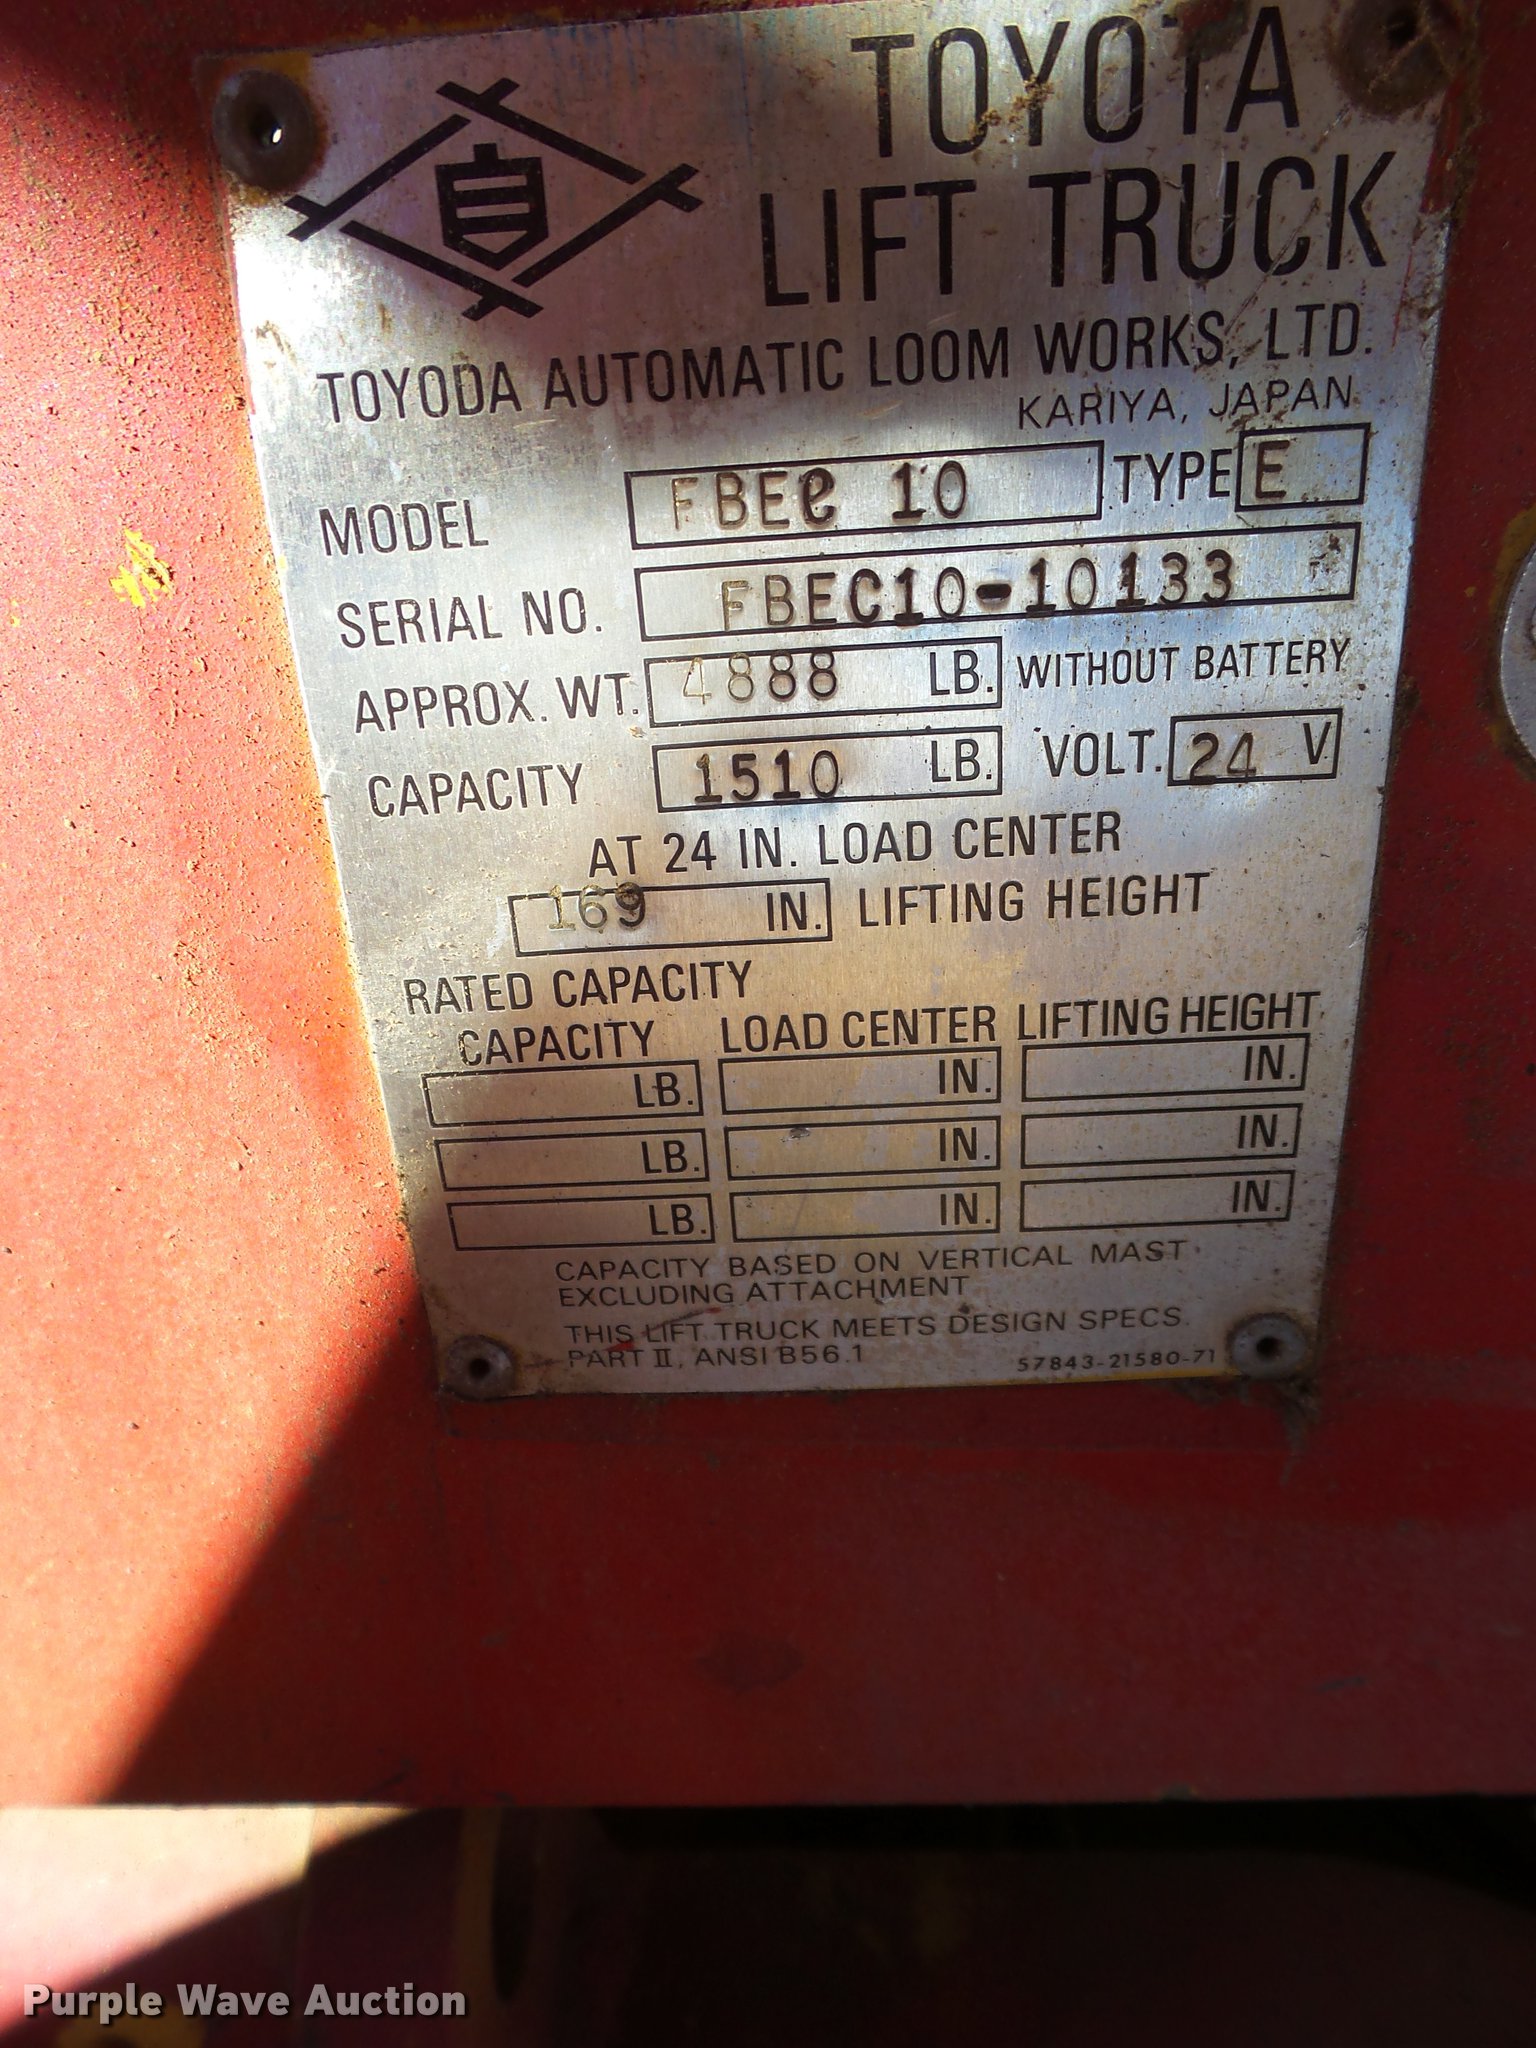 TOYOTA
LIFT TRUCK
TOYODA AUTOMATIC LOOM WORKS, LTD.
KARIYA, JAPAN
MODEL FBEC 10 TYPE E
SERIAL NO. FBEC10-10133
APPROX. WT. 4888 LB. WITHOUT BATTERY
CAPACITY 1510 LB. VOLT. 24 V
AT 24 IN. LOAD CENTER
169 IN. LIFTING HEIGHT
RATED CAPACITY
CAPACITY LOAD CENTER LIFTING HEIGHT
LB. IN. IN.
LB. IN. IN.
LB. IN. IN.
CAPACITY BASED ON VERTICAL MAST
EXCLUDING ATTACHMENT
THIS LIFT TRUCK MEETS DESIGN SPECS.
PART II, ANSI B56.1 57843-21580-71
Purple Wave Auction